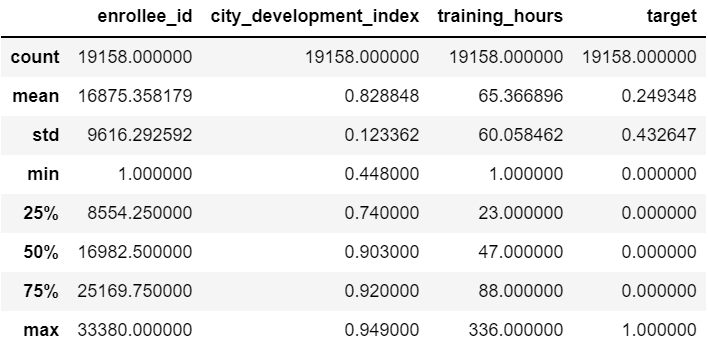 enrollee_id city_development_index training_hours target
count 19158.000000 19158.000000 19158.000000 19158.000000
mean 16875.358179 0.828848 65.366896 0.249348
std 9616.292592 0.123362 60.058462 0.432647
min 1.000000 0.448000 1.000000 0.000000
25% 8554.250000 0.740000 23.000000 0.000000
50% 16982.500000 0.903000 47.000000 0.000000
75% 25169.750000 0.920000 88.000000 0.000000
max 33380.000000 0.949000 336.000000 1.000000